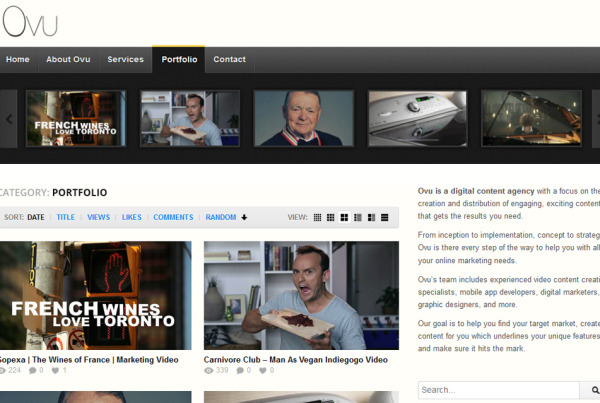 Ovu
Home About Ovu Services Portfolio Contact
FRENCH WINES
LOVE TORONTO
CATEGORY: PORTFOLIO
SORT: DATE | TITLE | VIEWS | LIKES | COMMENTS | RANDOM VIEW:
FRENCH WINES
LOVE TORONTO
Sopexa | The Wines of France | Marketing Video
224 0 1
Carnivore Club – Man As Vegan Indiegogo Video
339 0 0
Ovu is a digital content agency with a focus on the
creation and distribution of engaging, exciting content
that gets the results you need.
From inception to implementation, concept to strateg
Ovu is there every step of the way to help you with all
your online marketing needs.
Ovu's team includes experienced video content creati
specialists, mobile app developers, digital marketers,
graphic designers, and more.
Our goal is to help you find your target market, create
content for you which underlines your unique features
and make sure it hits the mark.
Search...